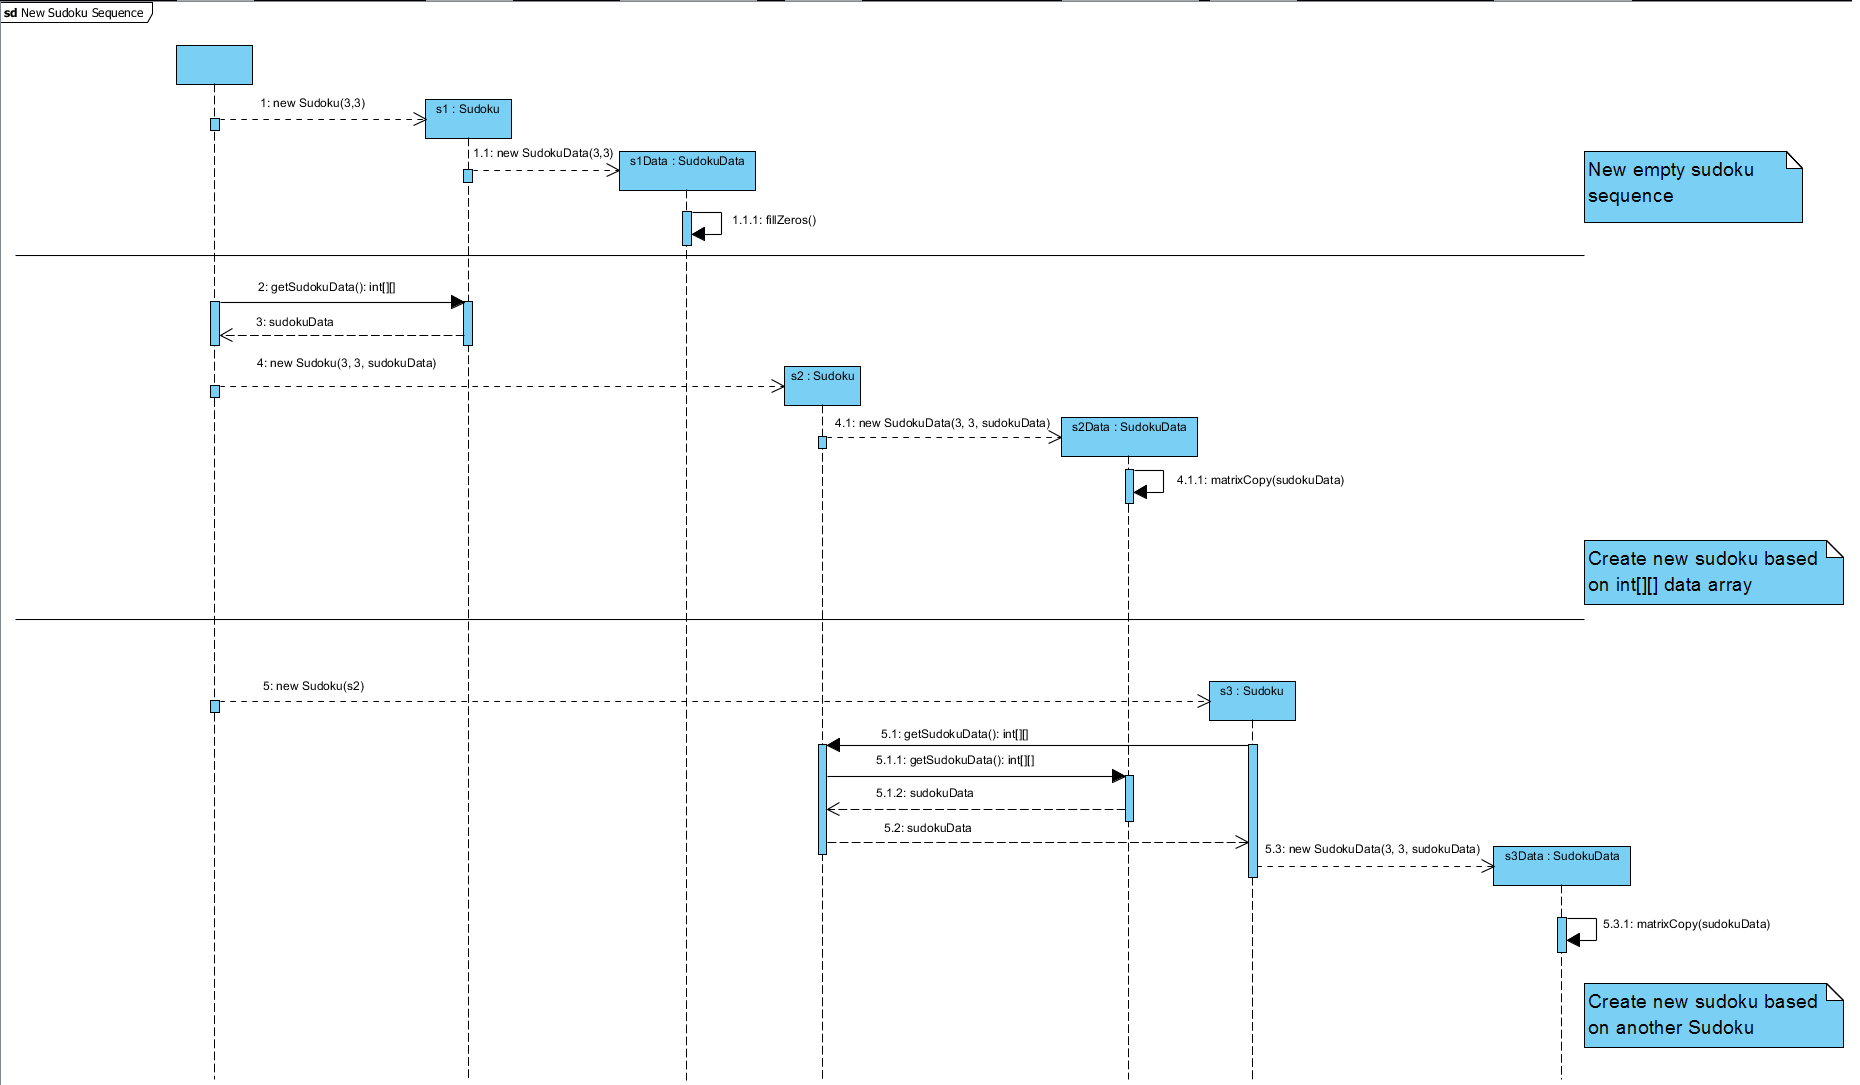 sd New Sudoku Sequence
1: new Sudoku(3,3)
s1 : Sudoku
1.1: new SudokuData(3,3)
s1Data : SudokuData
New empty sudoku
sequence
1.1.1: fillZeros()
2: getSudokuData(): int[][]
3: sudokuData
4: new Sudoku(3, 3, sudokuData)
s2 : Sudoku
4.1: new SudokuData(3, 3, sudokuData)
s2Data : SudokuData
4.1.1: matrixCopy(sudokuData)
Create new sudoku based
on int[][] data array
5: new Sudoku(s2)
s3 : Sudoku
5.1: getSudokuData(): int[][]
5.1.1: getSudokuData(): int[][]
5.1.2: sudokuData
5.2: sudokuData
5.3: new SudokuData(3, 3, sudokuData)
s3Data : SudokuData
5.3.1: matrixCopy(sudokuData)
Create new sudoku based
on another Sudoku